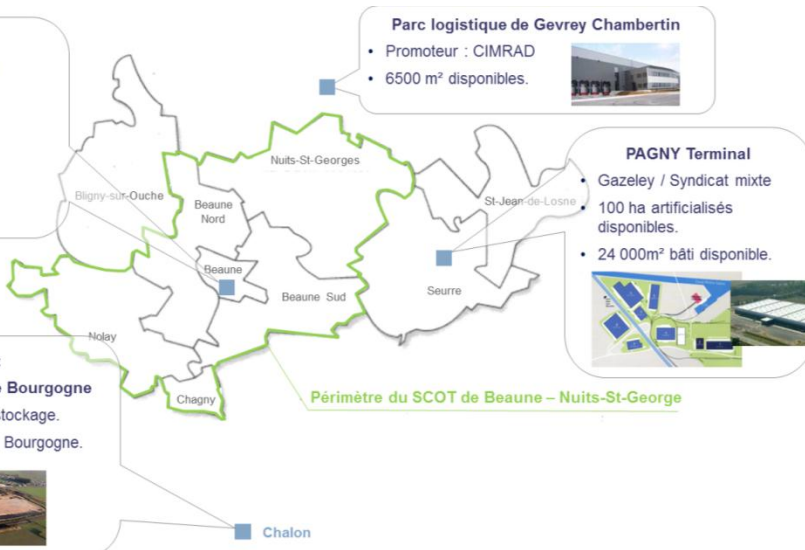 Parc logistique de Gevrey Chambertin
• Promoteur : CIMRAD
• 6500 m² disponibles.
PAGNY Terminal
• Gazeley / Syndicat mixte
• 100 ha artificialisés
disponibles.
• 24 000m² bâti disponible.
Nuits-St-Georges
Bligny-sur-Ouche
Beaune
Nord
St-Jean-de-Losne
Beaune
Beaune Sud
Seurre
Nolay
Chagny
Périmètre du SCOT de Beaune – Nuits-St-George
:
Bourgogne
stockage.
Bourgogne.
Chalon